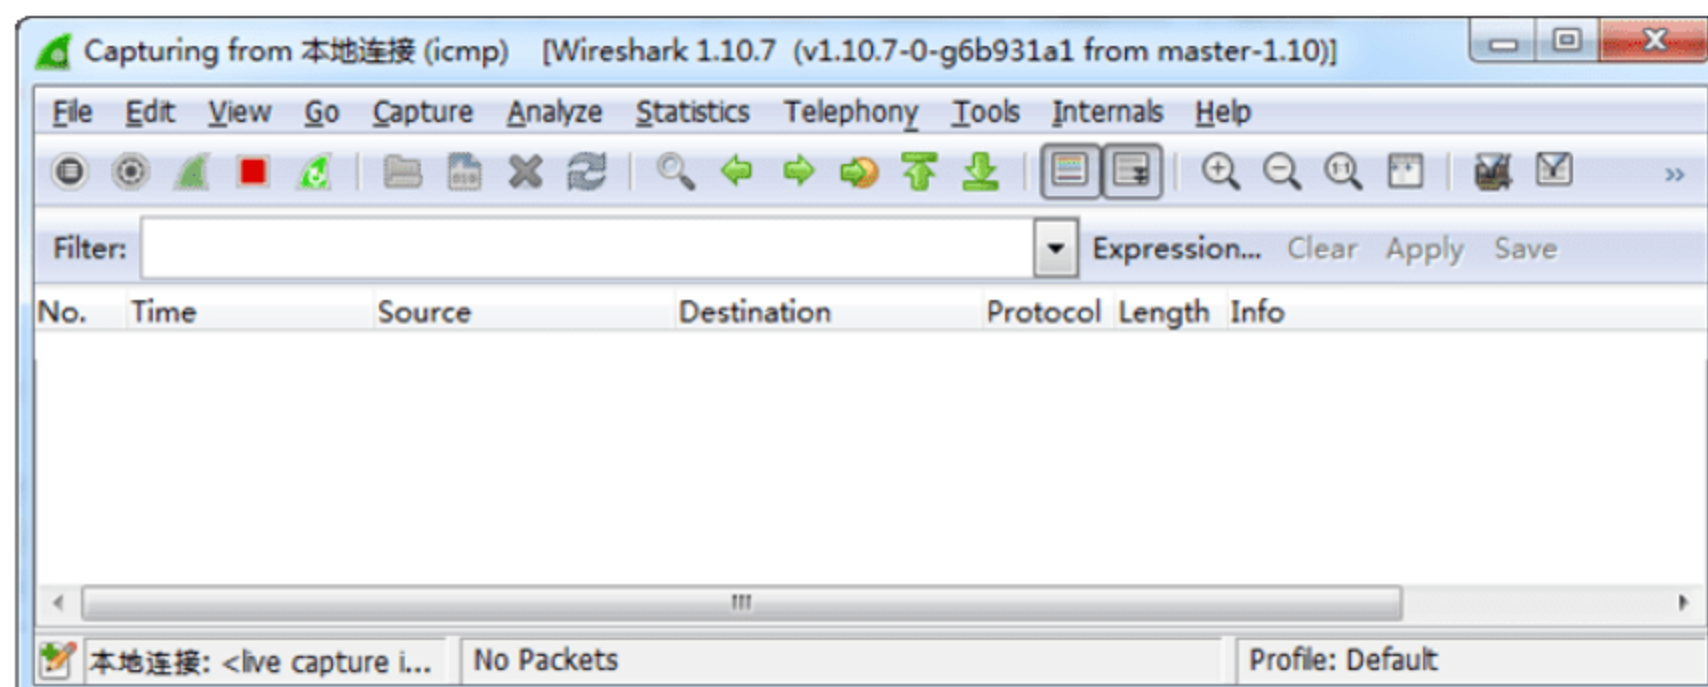 Capturing from 本地连接 (icmp) [Wireshark 1.10.7 (v1.10.7-0-g6b931a1 from master-1.10)]
File Edit View Go Capture Analyze Statistics Telephony Tools Internals Help
Filter: Expression... Clear Apply Save
No. Time Source Destination Protocol Length Info
本地连接: <live capture i... No Packets Profile: Default